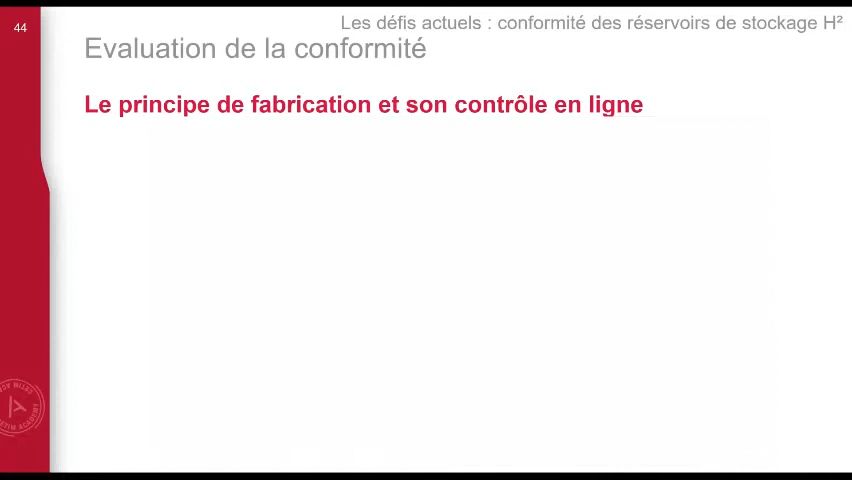 44
Les défis actuels : conformité des réservoirs de stockage H²
Evaluation de la conformité
Le principe de fabrication et son contrôle en ligne